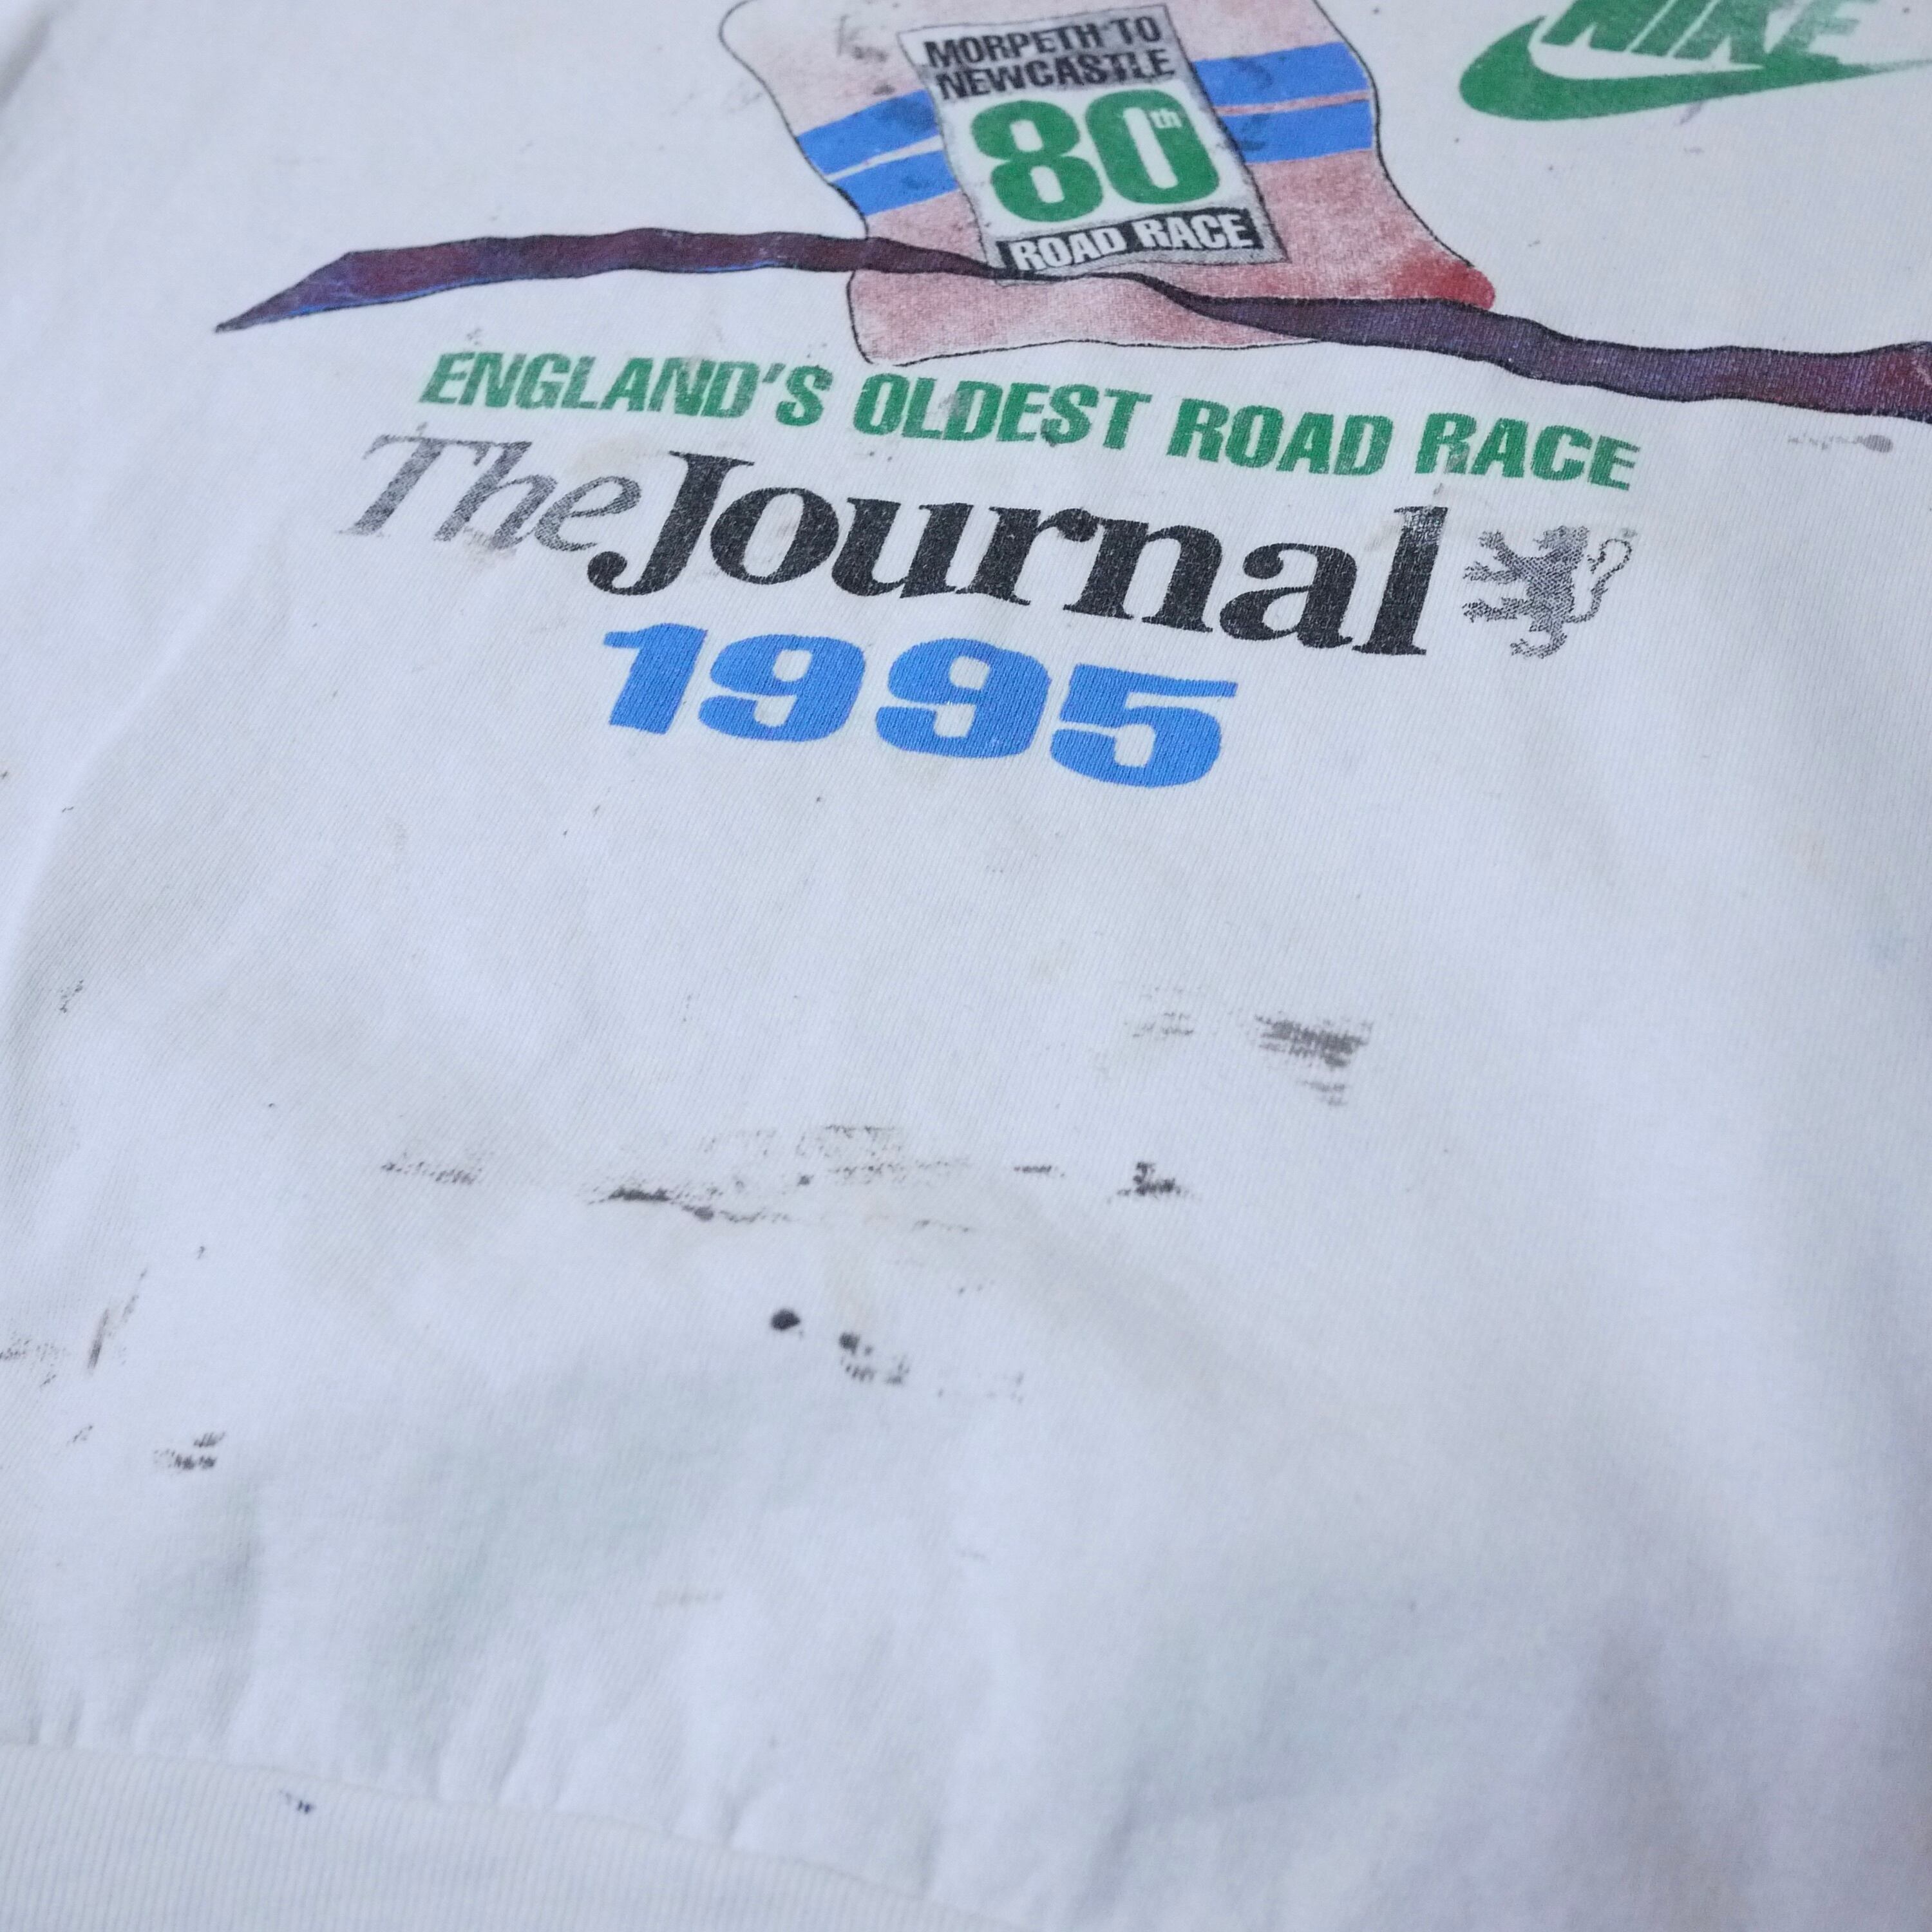 NIKE
MORPETH TO
NEWCASTLE
80th
ROAD RACE
ENGLAND'S OLDEST ROAD RACE
The Journal
1995